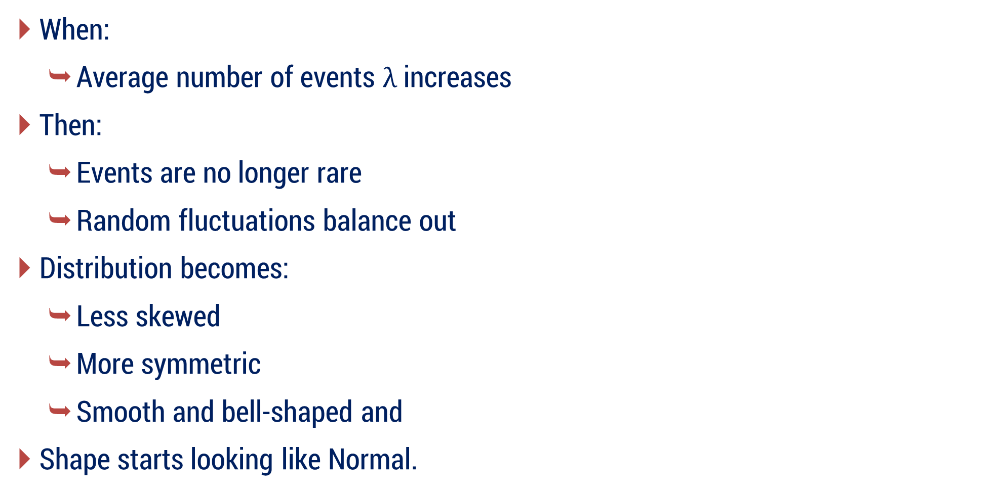 When:
Average number of events λ increases
Then:
Events are no longer rare
Random fluctuations balance out
Distribution becomes:
Less skewed
More symmetric
Smooth and bell-shaped and
Shape starts looking like Normal.